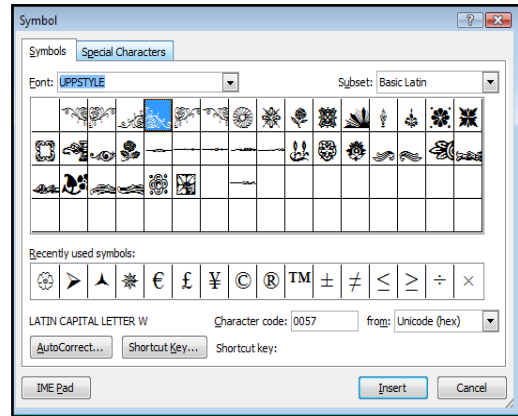 Symbol
Symbols Special Characters
Font: UPPSTYLE Subset: Basic Latin
Recently used symbols:
€ £ ¥ © ® ™ ± ≠ ≤ ≥ ÷ ×
LATIN CAPITAL LETTER W Character code: 0057 from: Unicode (hex)
AutoCorrect... Shortcut Key... Shortcut key:
IME Pad Insert Cancel